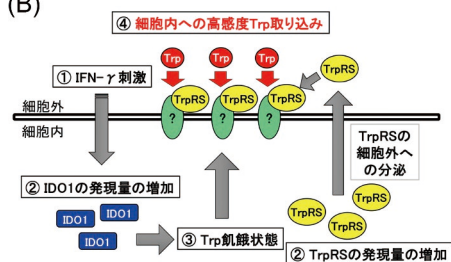 (B)
④ 細胞内への高感度Trp取り込み
Trp Trp Trp
① IFN-γ刺激
TrpRS TrpRS TrpRS TrpRS
細胞外
? ? ?
細胞内
TrpRSの
細胞外へ
の分泌
② IDO1の発現量の増加
IDO1 IDO1
IDO1
TrpRS TrpRS
TrpRS
③ Trp飢餓状態
② TrpRSの発現量の増加